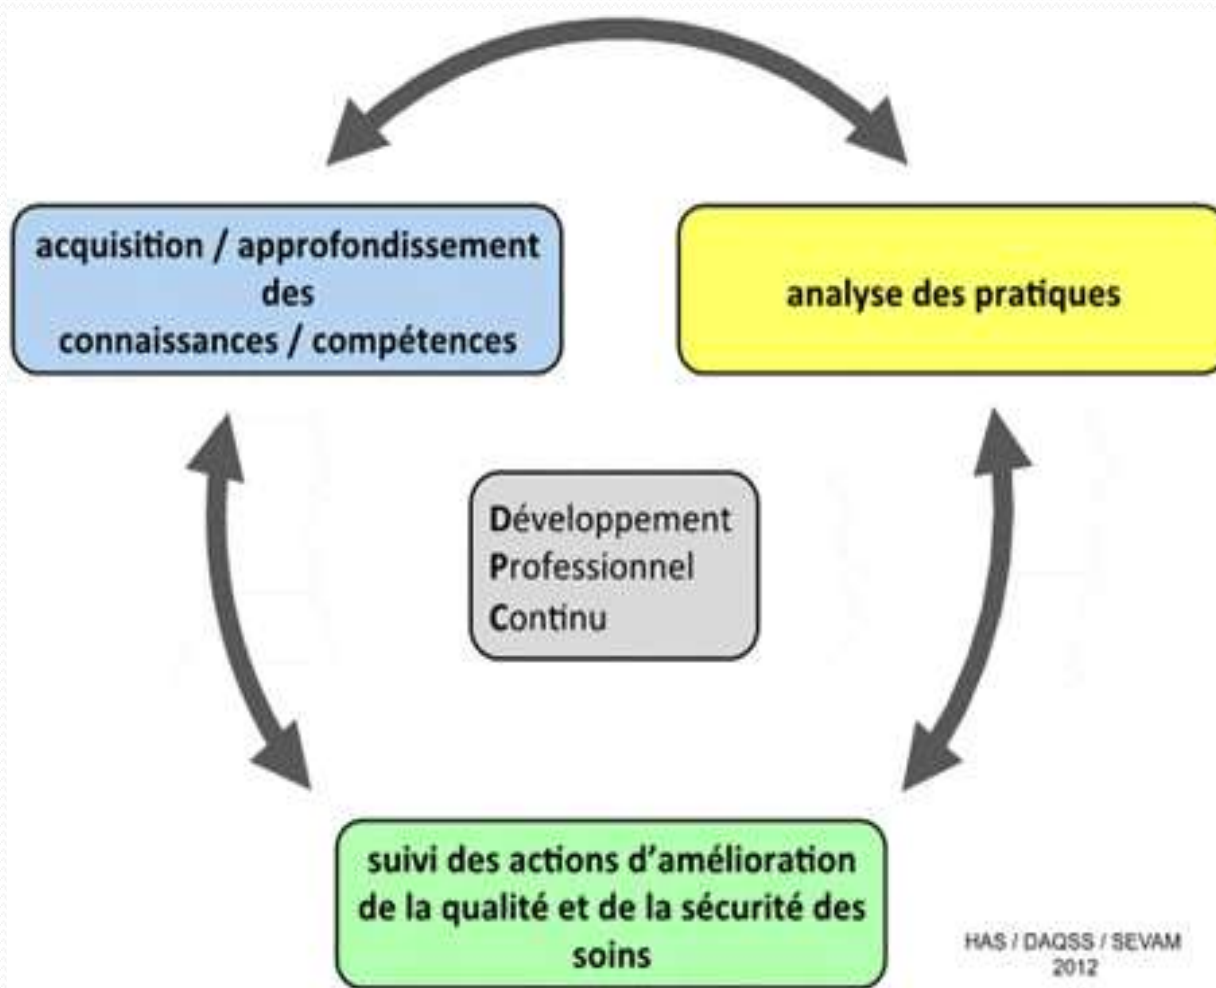 acquisition / approfondissement
des
connaissances / compétences
analyse des pratiques
Développement
Professionnel
Continu
suivi des actions d'amélioration
de la qualité et de la sécurité des
soins
HAS / DAQSS / SEVAM
2012